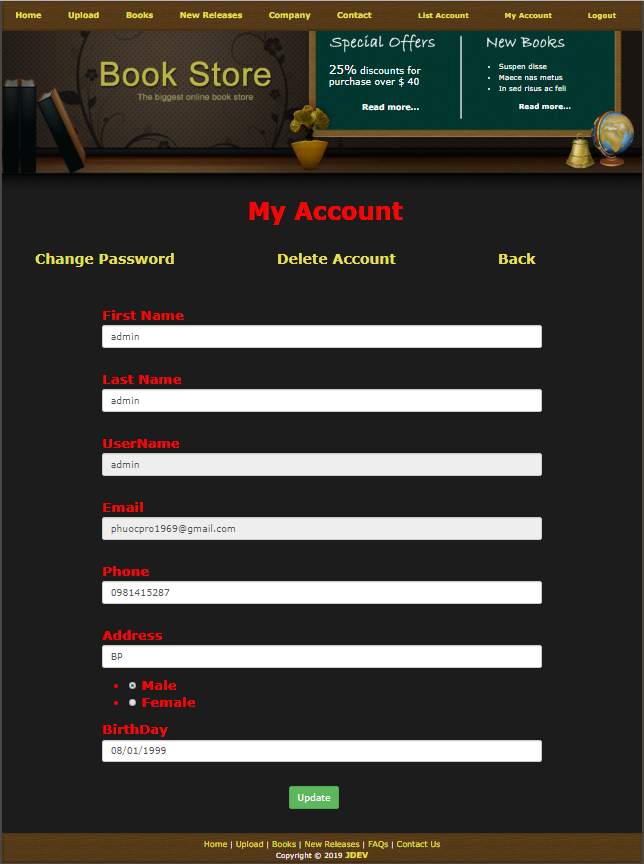 Home Upload Books New Releases Company Contact List Account My Account Logout
Book Store
The biggest online book store
Special Offers
25% discounts for
purchase over $ 40
Read more...
New Books
Suspen disse
Maece nas metus
In sed risus ac feli
Read more...
My Account
Change Password Delete Account Back
First Name
admin
Last Name
admin
UserName
admin
Email
phuocpro1969@gmail.com
Phone
0981415287
Address
BP
Male
Female
BirthDay
08/01/1999
Update
Home | Upload | Books | New Releases | FAQs | Contact Us
Copyright © 2019 JDEV